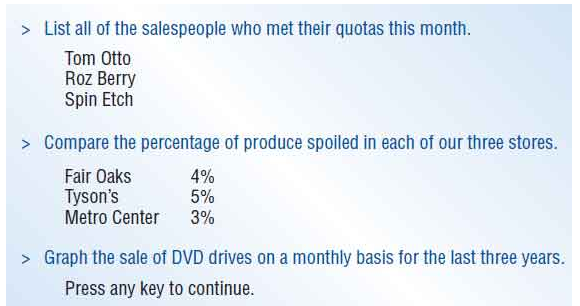 > List all of the salespeople who met their quotas this month.
Tom Otto
Roz Berry
Spin Etch
> Compare the percentage of produce spoiled in each of our three stores.
Fair Oaks 4%
Tyson's 5%
Metro Center 3%
> Graph the sale of DVD drives on a monthly basis for the last three years.
Press any key to continue.